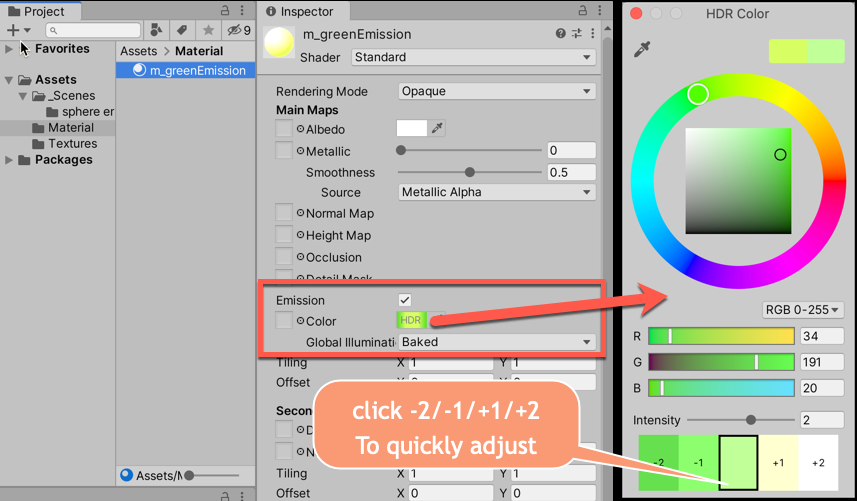 Project
9
Favorites
Assets
_Scenes
sphere er
Material
Textures
Packages
Assets > Material
m_greenEmission
Assets/M
Inspector
m_greenEmission
Shader Standard
Rendering Mode Opaque
Main Maps
Albedo
Metallic 0
Smoothness 0.5
Source Metallic Alpha
Normal Map
Height Map
Occlusion
Detail Mask
Emission
Color HDR
Global Illuminati Baked
Tiling X 1 Y 1
Offset X 0 Y 0
Secon
D
N
Tiling X 1 Y 1
Offset X 0 Y 0
click -2/-1/+1/+2
To quickly adjust
HDR Color
RGB 0-255
R 34
G 191
B 20
Intensity 2
-2 -1 +1 +2